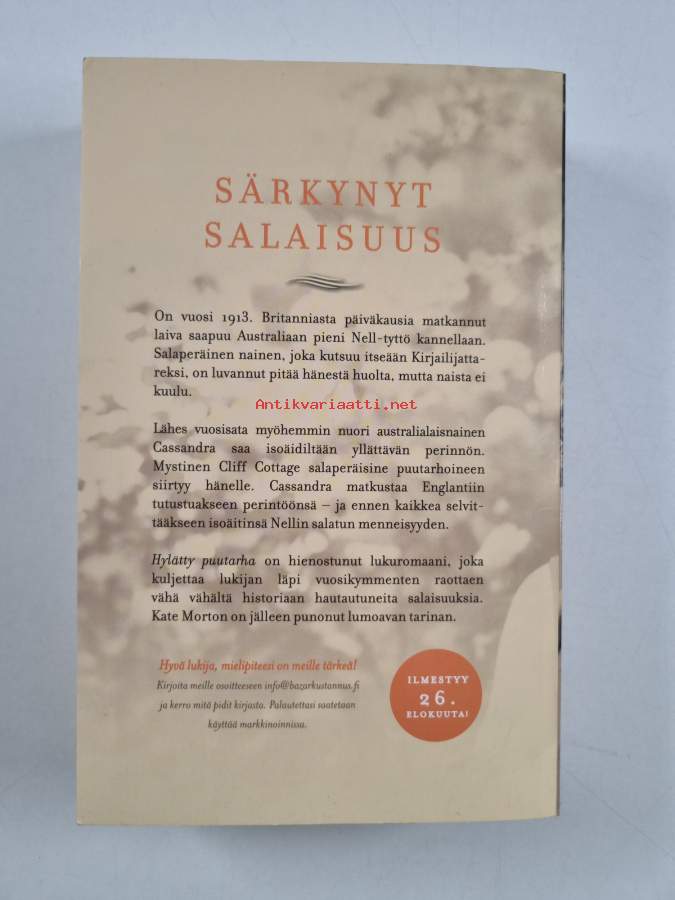 SÄRKYNYT
SALAISUUS
On vuosi 1913. Britanniasta päiväkausia matkannut
laiva saapuu Australiaan pieni Nell-tyttö kannellaan.
Salaperäinen nainen, joka kutsuu itseään Kirjailijatta-
reksi, on luvannut pitää hänestä huolta, mutta naista ei
kuulu.
Antikvariaatti.net
Lähes vuosisata myöhemmin nuori australialaisnainen
Cassandra saa isoäidiltään yllättävän perinnön.
Mystinen Cliff Cottage salaperäisine puutarhoineen
siirtyy hänelle. Cassandra matkustaa Englantiin
tutustuakseen perintöönsä – ja ennen kaikkea selvit-
tääkseen isoäitinsä Nellin salatun menneisyyden.
Hylätty puutarha on hienostunut lukuromaani, joka
kuljettaa lukijan läpi vuosikymmenten raottaen
vähä vähältä historiaan hautautuneita salaisuuksia.
Kate Morton on jälleen punonut lumoavan tarinan.
Hyvä lukija, mielipiteesi on meille tärkeä!
Kirjoita meille osoitteeseen info@bazarkustannus.fi
ja kerro mitä pidit kirjasta. Palautettasi saatetaan
käyttää markkinoinnissa.
ILMESTYY
26.
ELOKUUTA!